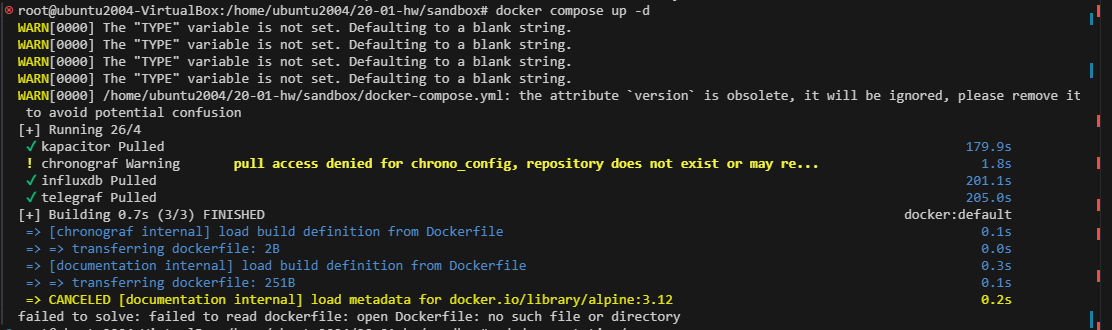 root@ubuntu2004-VirtualBox:/home/ubuntu2004/20-01-hw/sandbox# docker compose up -d
WARN[0000] The "TYPE" variable is not set. Defaulting to a blank string.
WARN[0000] The "TYPE" variable is not set. Defaulting to a blank string.
WARN[0000] The "TYPE" variable is not set. Defaulting to a blank string.
WARN[0000] The "TYPE" variable is not set. Defaulting to a blank string.
WARN[0000] /home/ubuntu2004/20-01-hw/sandbox/docker-compose.yml: the attribute `version` is obsolete, it will be ignored, please remove it
to avoid potential confusion
[+] Running 26/4
✓ kapacitor Pulled 179.9s
! chronograf Warning pull access denied for chrono_config, repository does not exist or may re... 1.8s
✓ influxdb Pulled 201.1s
✓ telegraf Pulled 205.0s
[+] Building 0.7s (3/3) FINISHED docker:default
=> [chronograf internal] load build definition from Dockerfile 0.1s
=> => transferring dockerfile: 2B 0.0s
=> [documentation internal] load build definition from Dockerfile 0.3s
=> => transferring dockerfile: 251B 0.1s
=> CANCELED [documentation internal] load metadata for docker.io/library/alpine:3.12 0.2s
failed to solve: failed to read dockerfile: open Dockerfile: no such file or directory